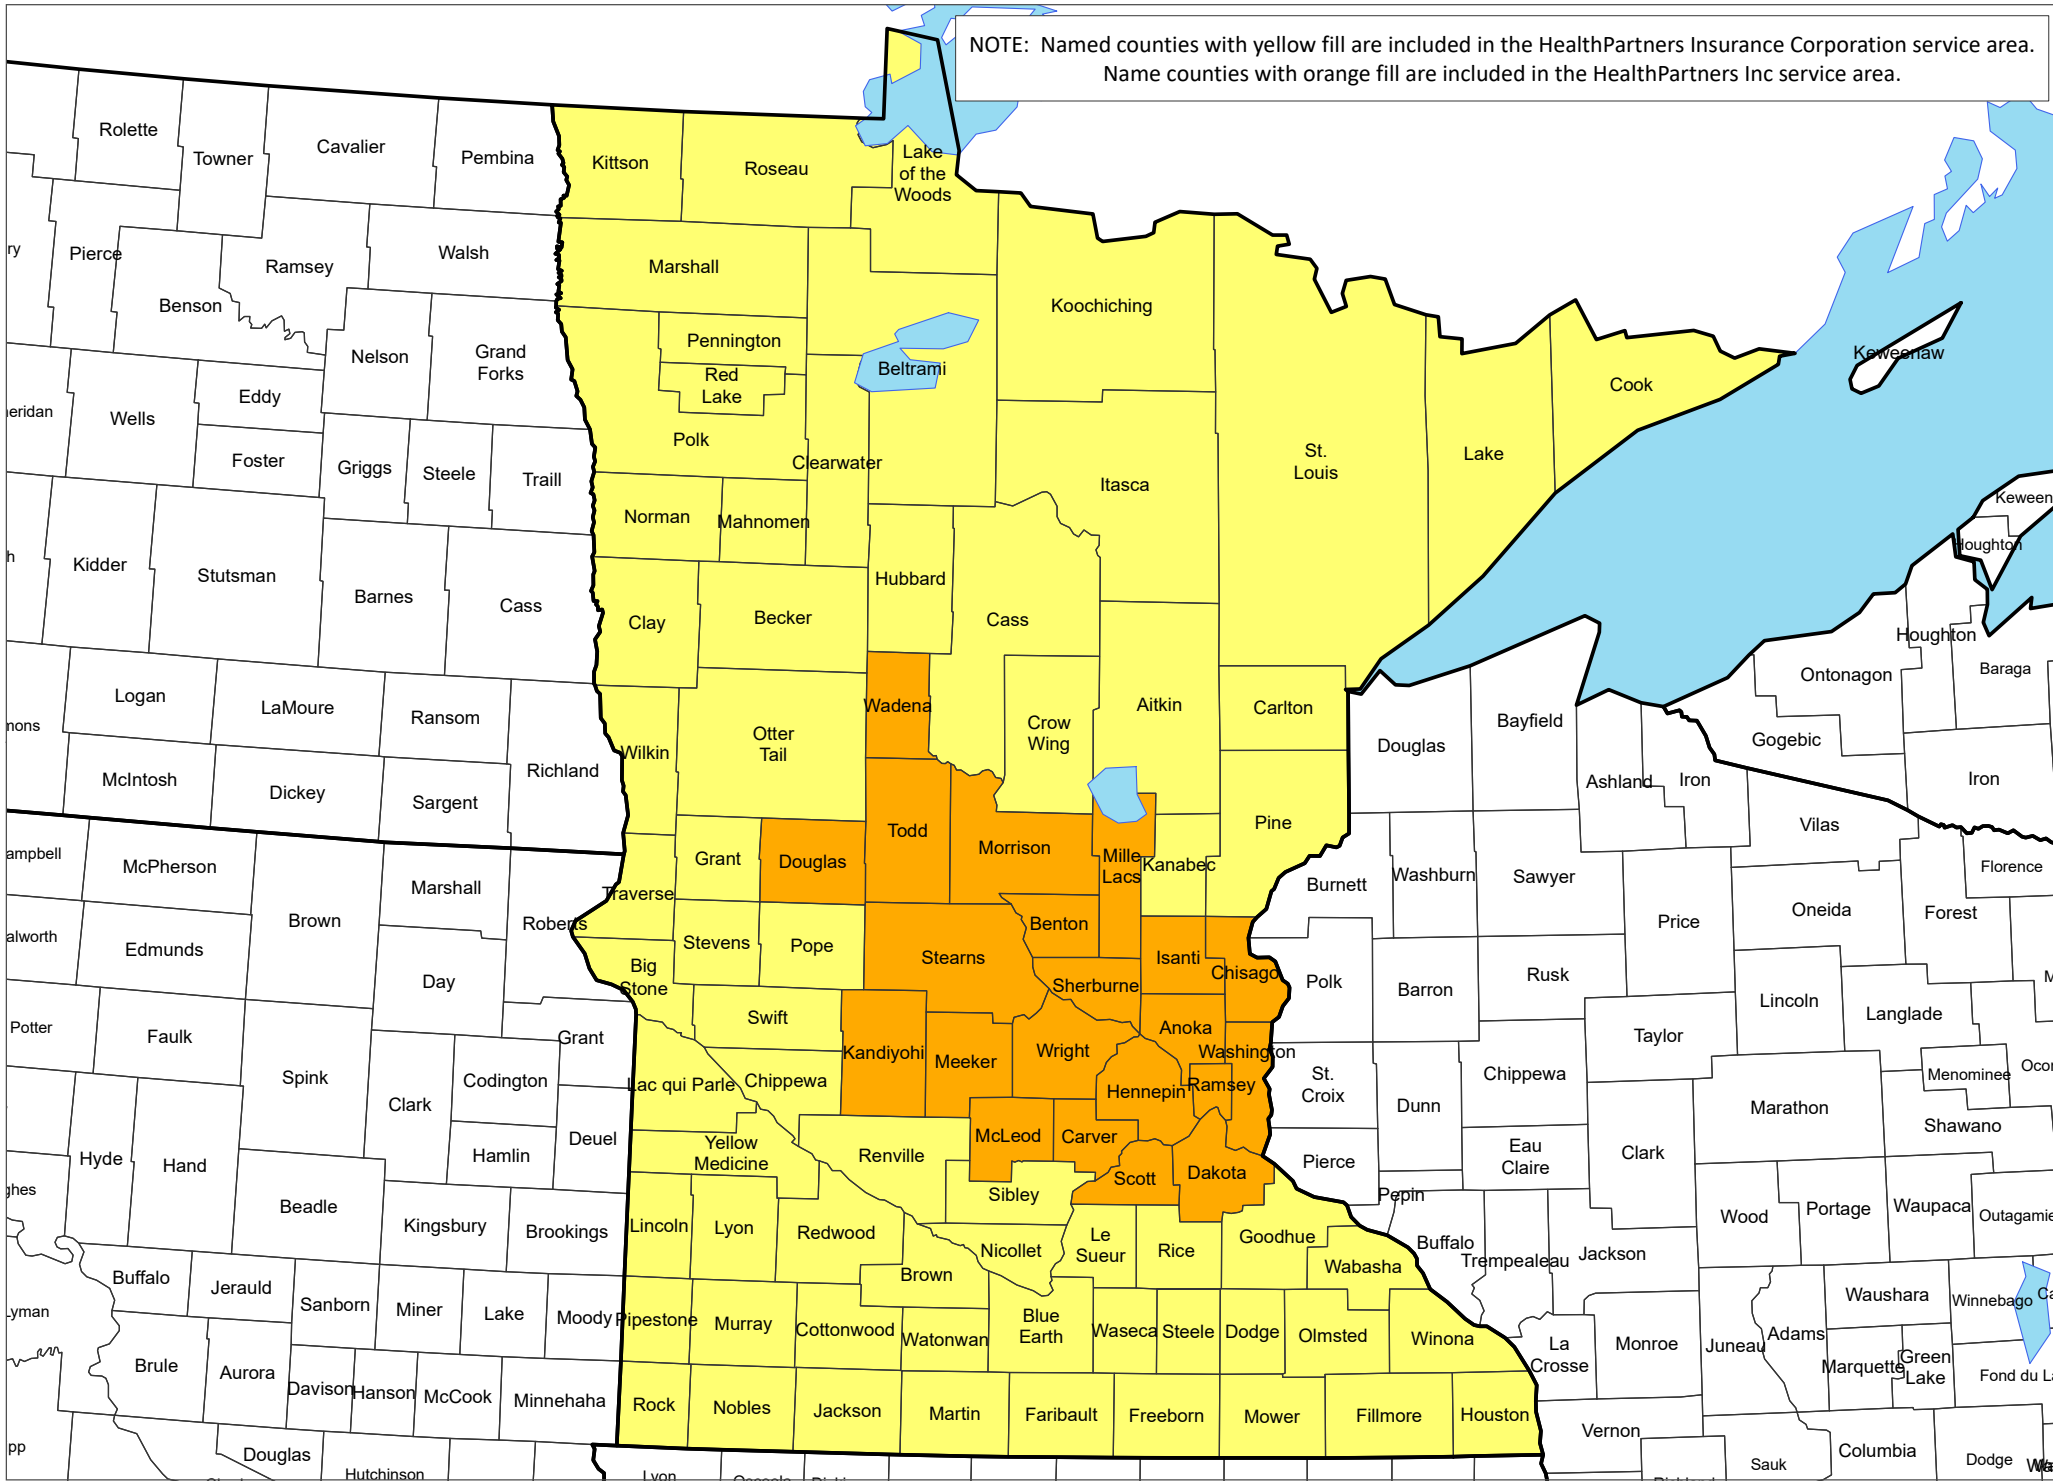 NOTE:  Named counties with yellow fill are included in the HealthPartners Insurance Corporation service area.
Name counties with orange fill are included in the HealthPartners Inc service area.
Rolette
Towner
Cavalier
Pembina
Kittson
Roseau
Lake
of the
Woods
ry
Pierce
Benson
Ramsey
Walsh
Marshall
Koochiching
Nelson
Grand
Forks
Pennington
Red
Lake
Beltrami
Keweenaw
Cook
eridan
Wells
Eddy
Foster
Griggs
Steele
Traill
Polk
Clearwater
Itasca
St.
Louis
Lake
Keween
Houghton
h
Kidder
Stutsman
Barnes
Cass
Norman
Mahnomen
Clay
Becker
Hubbard
Cass
Houghton
Ontonagon
Baraga
mons
Logan
LaMoure
Ransom
Richland
McIntosh
Dickey
Sargent
Wilkin
Otter
Tail
Wadena
Crow
Wing
Aitkin
Carlton
Douglas
Bayfield
Ashland
Iron
Gogebic
Iron
Vilas
ampbell
McPherson
Brown
Marshall
Roberts
Traverse
Grant
Douglas
Todd
Morrison
Mille
Lacs
Kanabec
Pine
Burnett
Washburn
Sawyer
Price
Oneida
Forest
Florence
alworth
Edmunds
Day
Big
Stone
Stevens
Pope
Stearns
Benton
Sherburne
Isanti
Chisago
Polk
Barron
Rusk
Lincoln
Langlade
Potter
Faulk
Spink
Clark
Codington
Grant
Swift
Kandiyohi
Meeker
Wright
Anoka
Washington
Hennepin
Ramsey
Taylor
Menominee
Ocor
Lac qui Parle
Chippewa
St.
Croix
Dunn
Chippewa
Marathon
Shawano
Hyde
Hand
Hamlin
Deuel
Yellow
Medicine
Renville
McLeod
Carver
Scott
Dakota
Pierce
Eau
Claire
Clark
ghes
Beadle
Kingsbury
Brookings
Lincoln
Lyon
Redwood
Sibley
Nicollet
Le
Sueur
Rice
Goodhue
Wabasha
Pepin
Buffalo
Trempealeau
Jackson
Wood
Portage
Waupaca
Outagamie
Buffalo
Jerauld
Sanborn
Miner
Lake
Moody
Pipestone
Murray
Cottonwood
Brown
Watonwan
Blue
Earth
Waseca
Steele
Dodge
Olmsted
Winona
La
Crosse
Monroe
Juneau
Adams
Waushara
Winnebago
Ca
Lyman
Brule
Aurora
Davison
Hanson
McCook
Minnehaha
Rock
Nobles
Jackson
Martin
Faribault
Freeborn
Mower
Fillmore
Houston
Vernon
Marquette
Green
Lake
Fond du La
pp
Douglas
Hutchinson
Lyon
Sauk
Columbia
Dodge